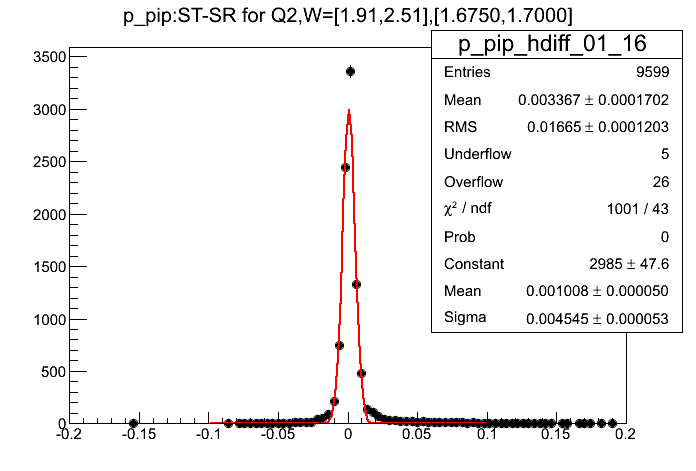 p_pip:ST-SR for Q2,W=[1.91,2.51],[1.6750,1.7000]
p_pip_hdiff_01_16
Entries 9599
Mean 0.003367 ± 0.0001702
RMS 0.01665 ± 0.0001203
Underflow 5
Overflow 26
χ² / ndf 1001 / 43
Prob 0
Constant 2985 ± 47.6
Mean 0.001008 ± 0.000050
Sigma 0.004545 ± 0.000053
3500
3000
2500
2000
1500
1000
500
0
-0.2 -0.15 -0.1 -0.05 0 0.05 0.1 0.15 0.2